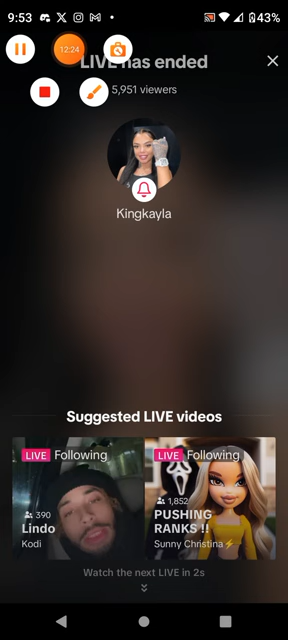 9:53
43%
12:24
LIVE has ended
5,951 viewers
Kingkayla
Suggested LIVE videos
LIVE Following
390
Lindo
Kodi
LIVE Following
1,852
PUSHING
RANKS !!
Sunny Christina⚡
Watch the next LIVE in 2s